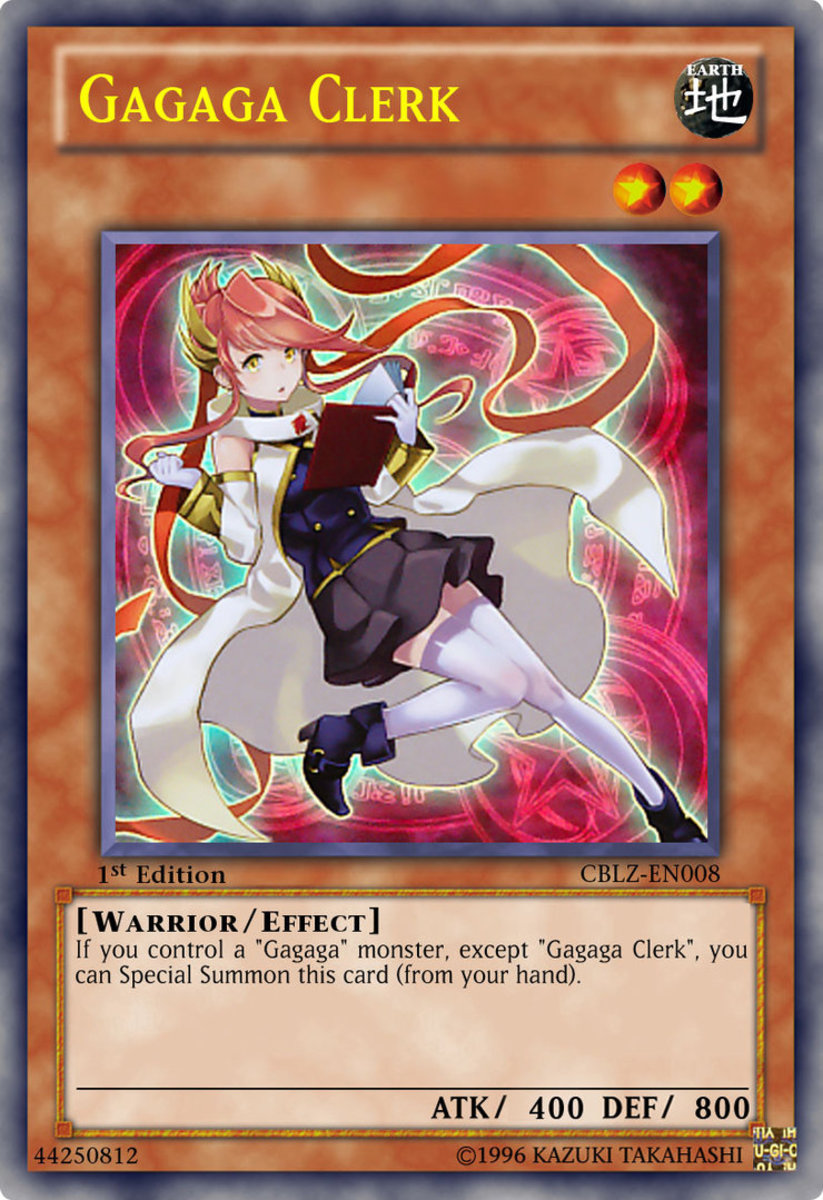 GAGAGA CLERK
EARTH
地
1st Edition
CBLZ-EN008
[WARRIOR/EFFECT]
If you control a "Gagaga" monster, except "Gagaga Clerk", you
can Special Summon this card (from your hand).
ATK/ 400 DEF/ 800
44250812
©1996 KAZUKI TAKAHASHI